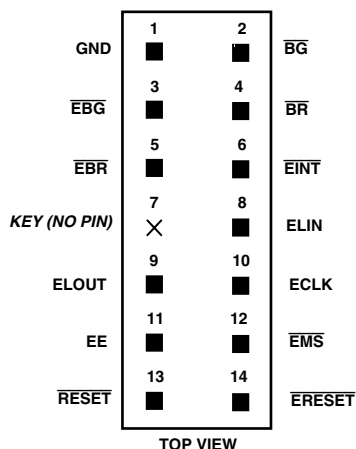 1 2
GND BG
3 4
EBG BR
5 6
EBR EINT
7 8
KEY (NO PIN) ELIN
9 10
ELOUT ECLK
11 12
EE EMS
13 14
RESET ERESET
TOP VIEW